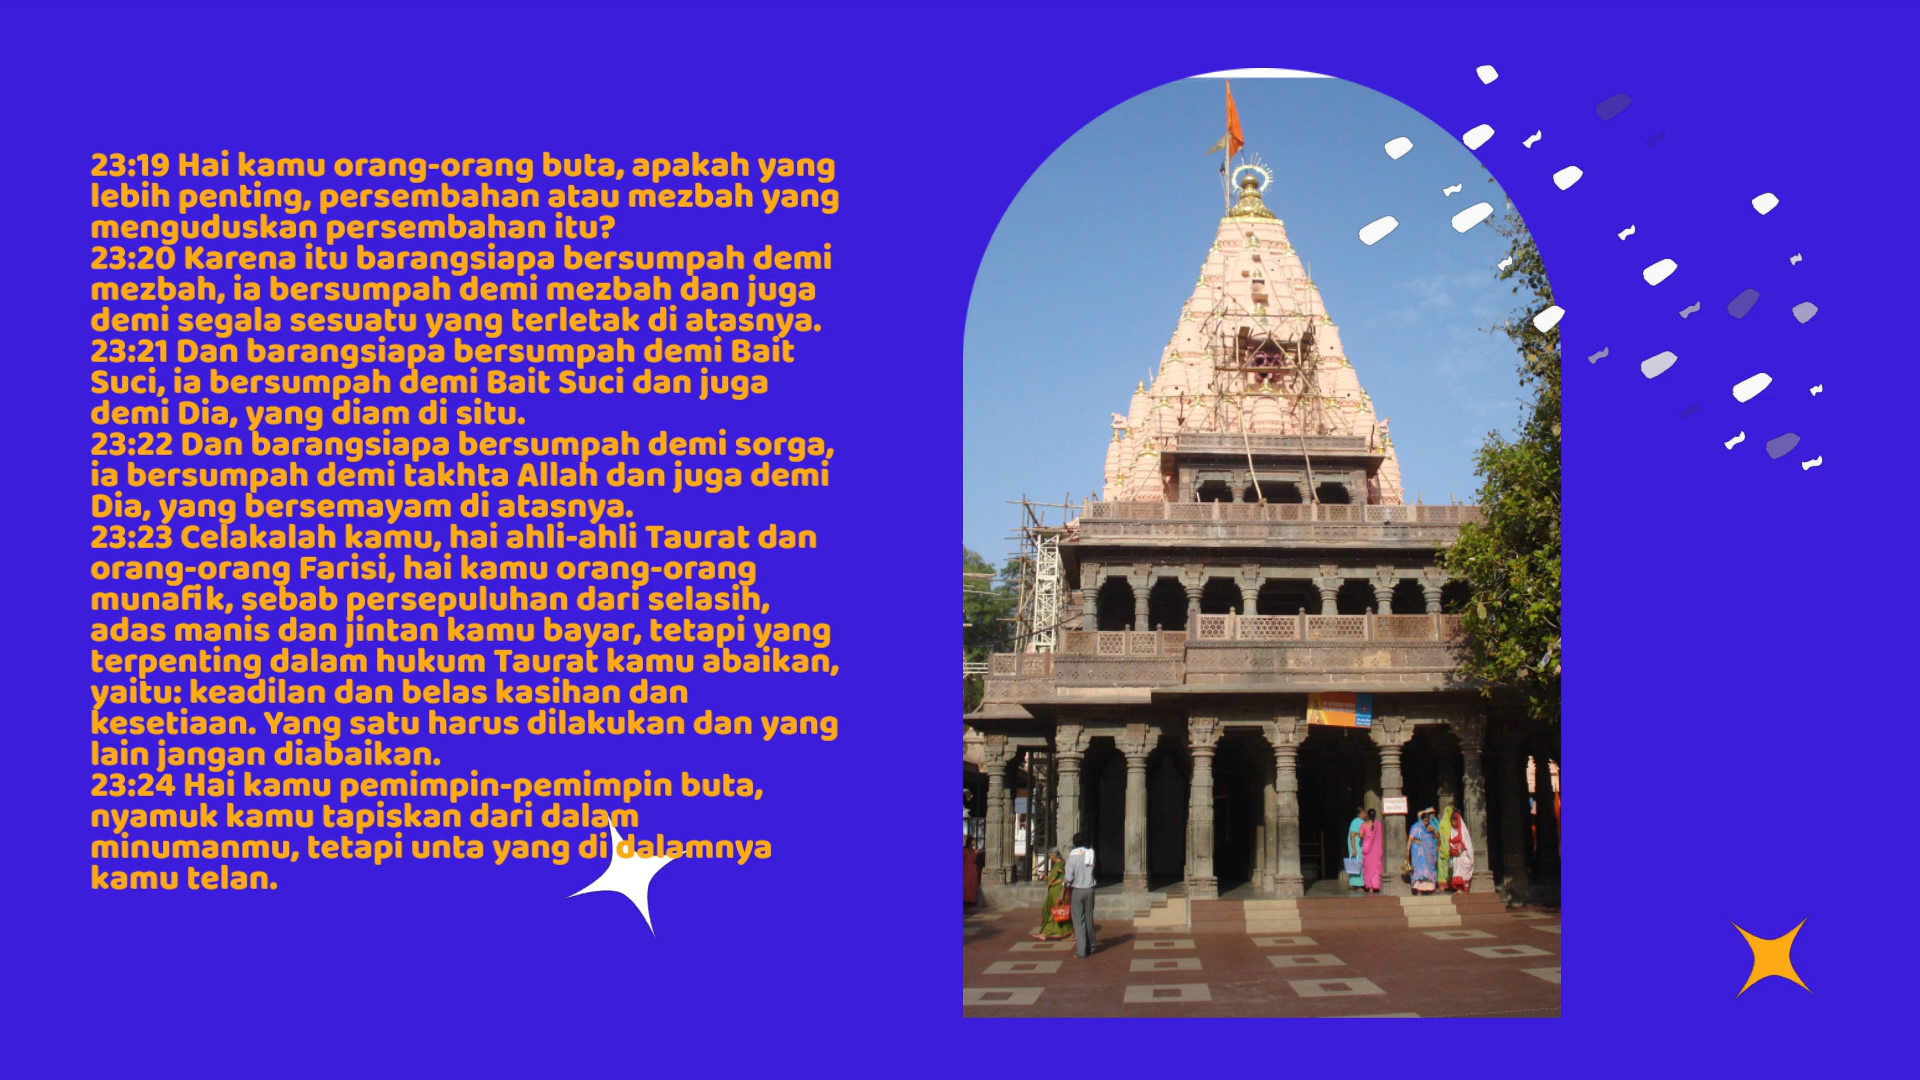 23:19 Hai kamu orang-orang buta, apakah yang
lebih penting, persembahan atau mezbah yang
menguduskan persembahan itu?
23:20 Karena itu barangsiapa bersumpah demi
mezbah, ia bersumpah demi mezbah dan juga
demi segala sesuatu yang terletak di atasnya.
23:21 Dan barangsiapa bersumpah demi Bait
Suci, ia bersumpah demi Bait Suci dan juga
demi Dia, yang diam di situ.
23:22 Dan barangsiapa bersumpah demi sorga,
ia bersumpah demi takhta Allah dan juga demi
Dia, yang bersemayam di atasnya.
23:23 Celakalah kamu, hai ahli-ahli Taurat dan
orang-orang Farisi, hai kamu orang-orang
munafik, sebab persepuluhan dari selasih,
adas manis dan jintan kamu bayar, tetapi yang
terpenting dalam hukum Taurat kamu abaikan,
yaitu: keadilan dan belas kasihan dan
kesetiaan. Yang satu harus dilakukan dan yang
lain jangan diabaikan.
23:24 Hai kamu pemimpin-pemimpin buta,
nyamuk kamu tapiskan dari dalam
minumanmu, tetapi unta yang di dalamnya
kamu telan.